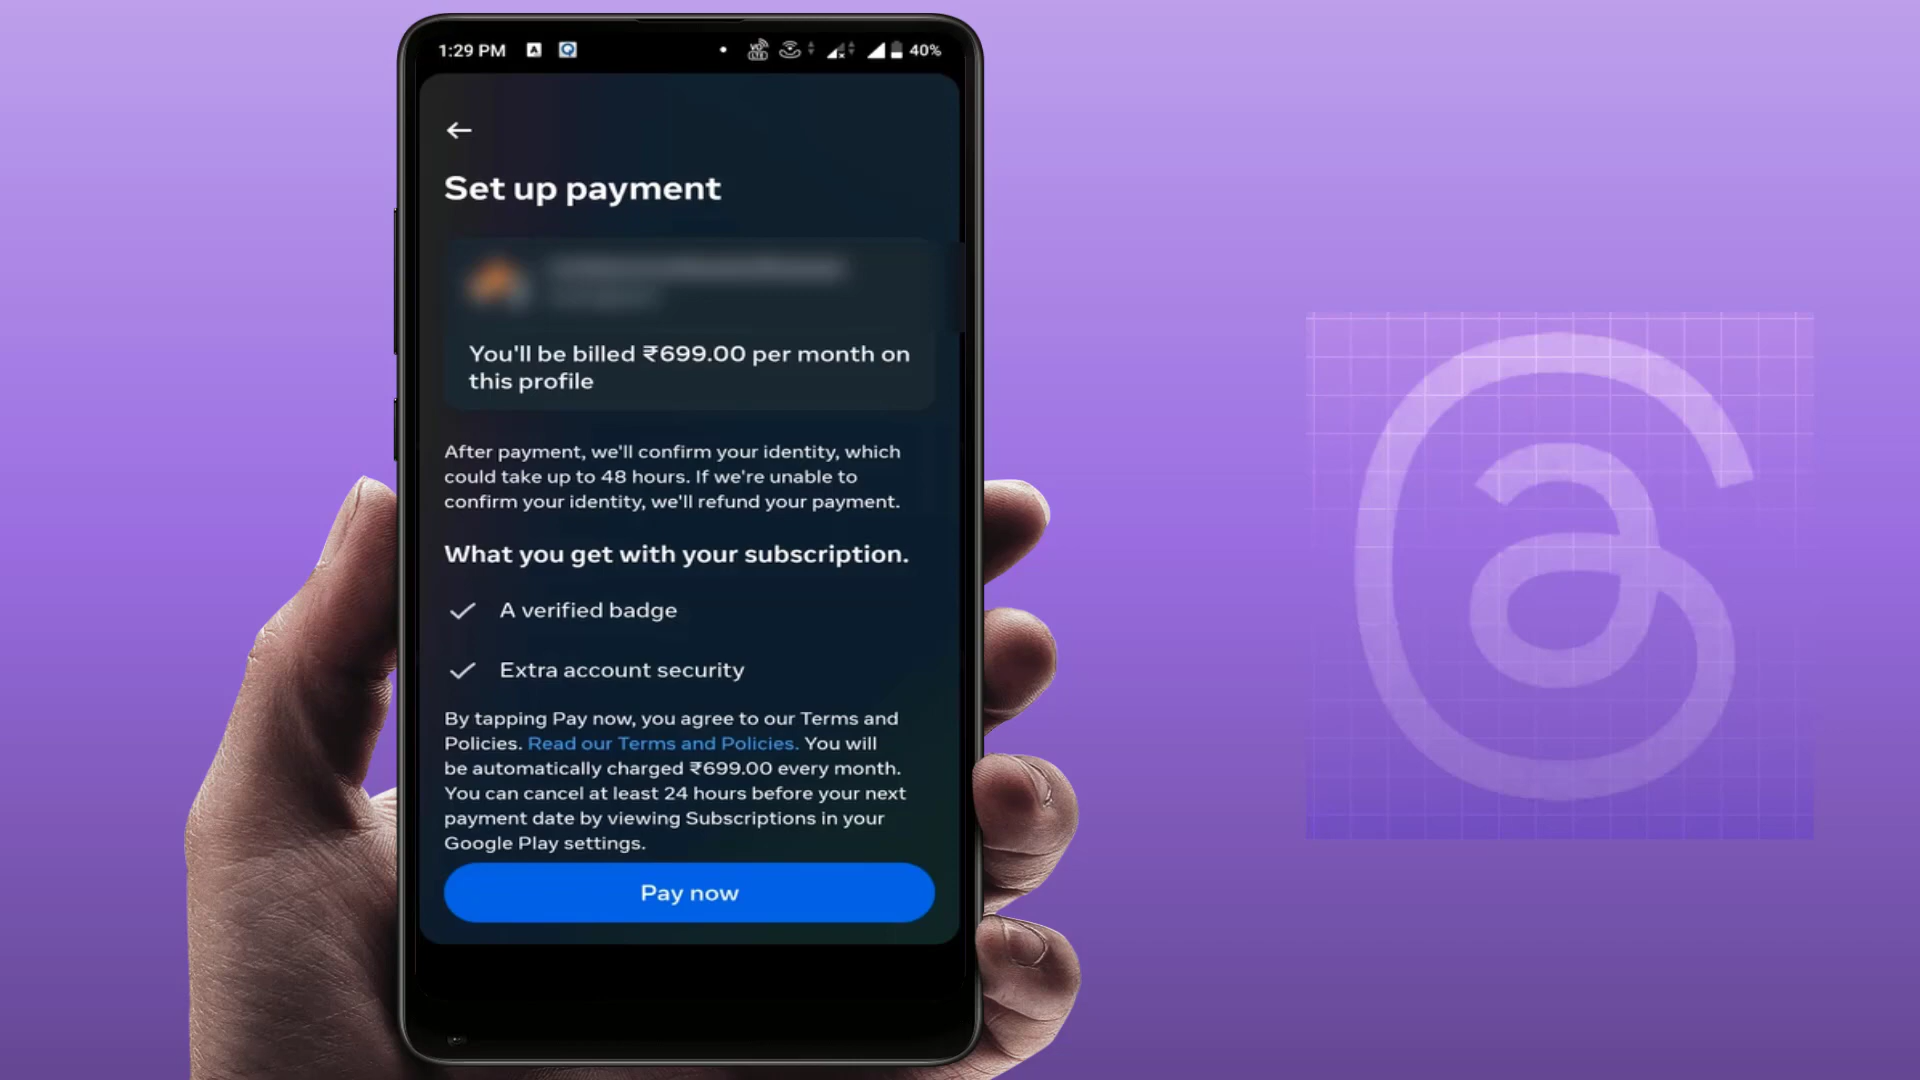 1:29 PM
40%
Set up payment
You'll be billed ₹699.00 per month on
this profile
After payment, we'll confirm your identity, which
could take up to 48 hours. If we're unable to
confirm your identity, we'll refund your payment.
What you get with your subscription.
A verified badge
Extra account security
By tapping Pay now, you agree to our Terms and
Policies. Read our Terms and Policies. You will
be automatically charged ₹699.00 every month.
You can cancel at least 24 hours before your next
payment date by viewing Subscriptions in your
Google Play settings.
Pay now